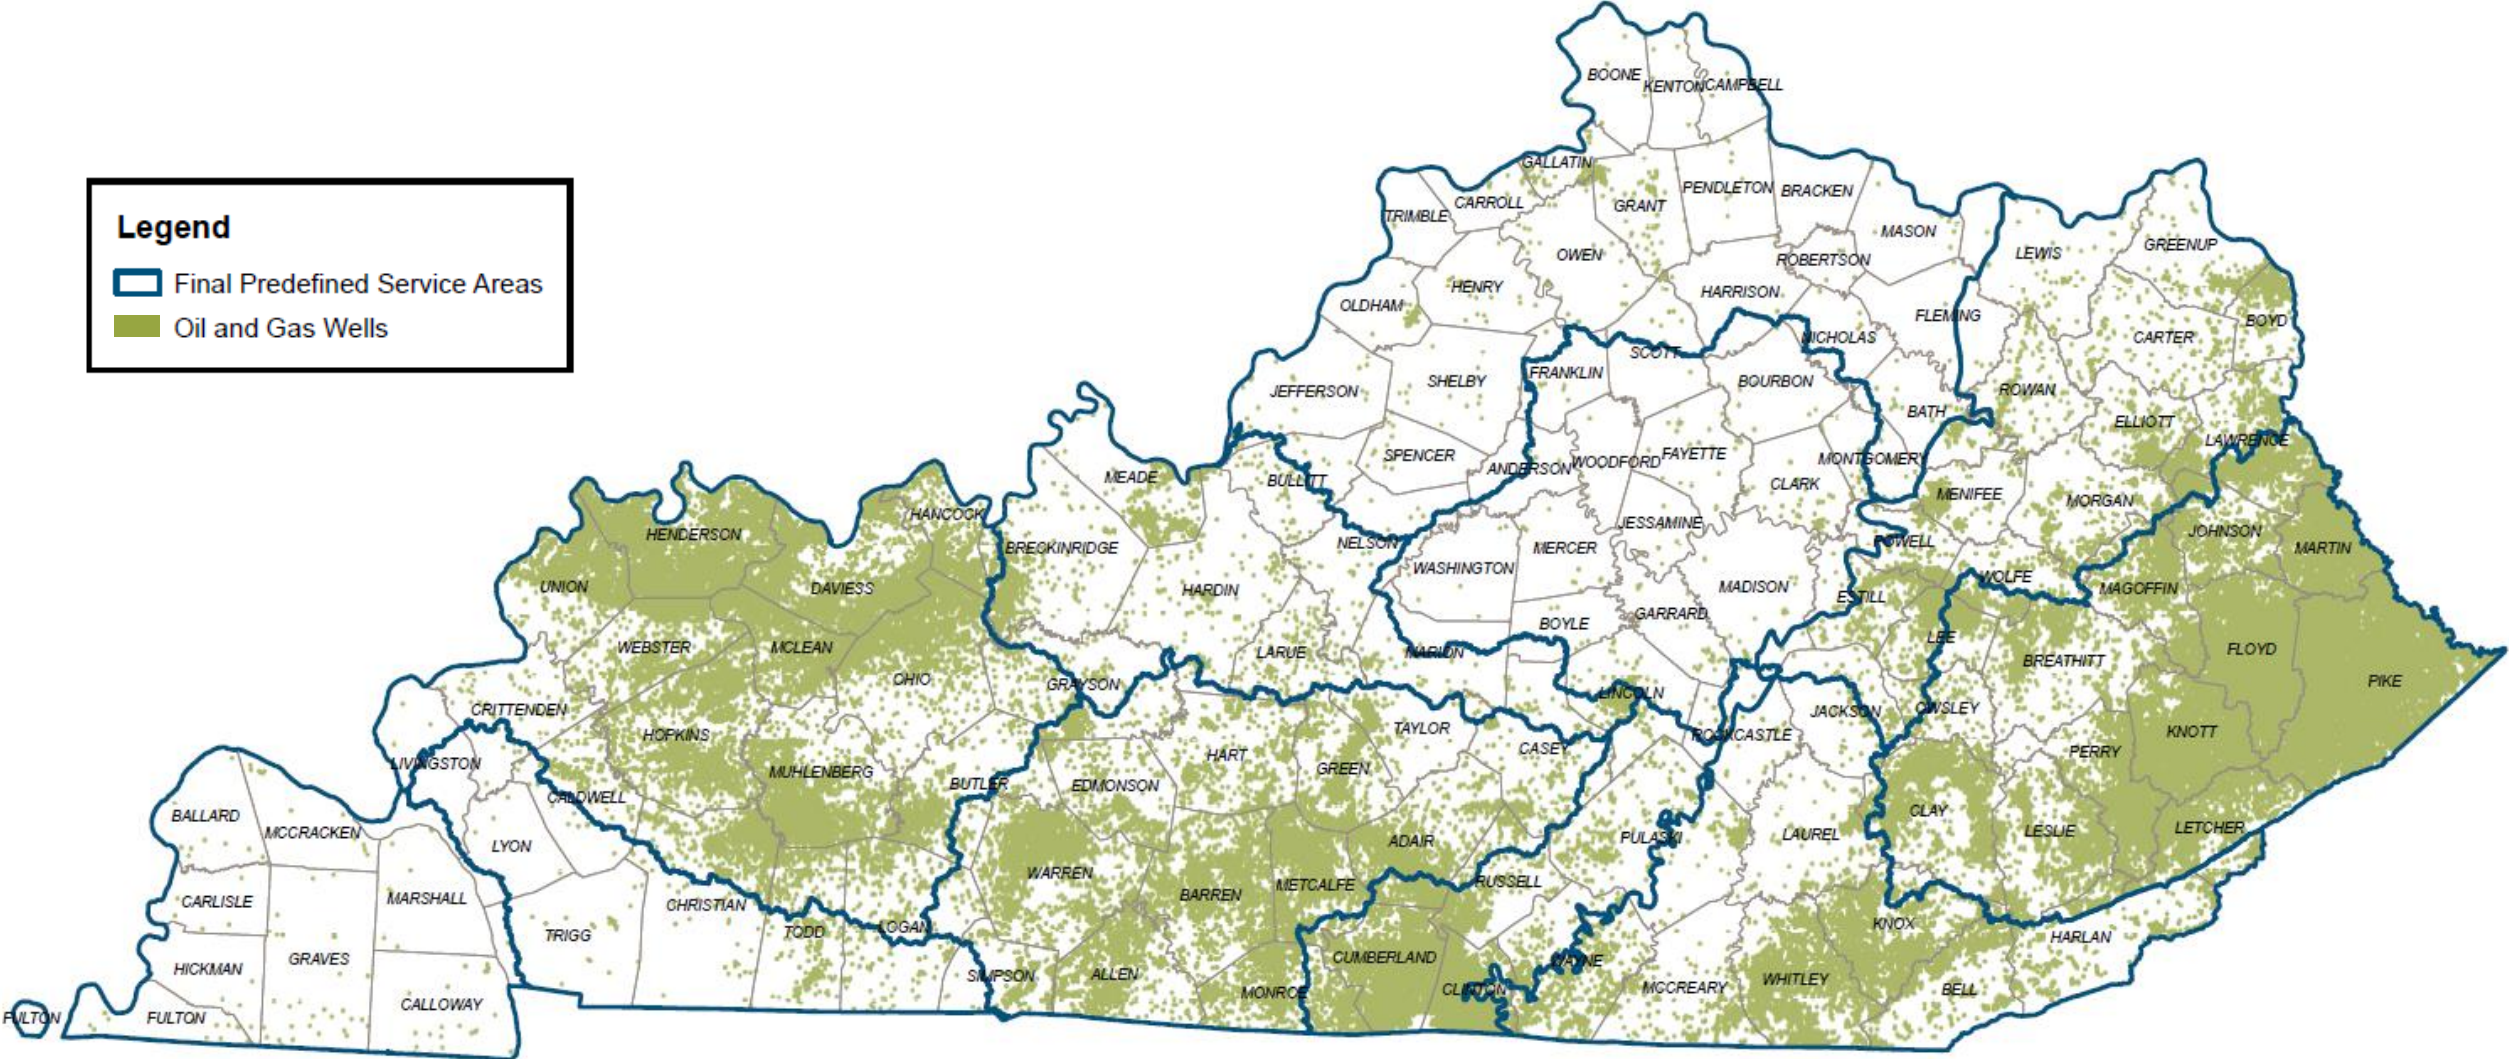 BOONE
KENTON
CAMPBELL
GALLATIN
PENDLETON
BRACKEN
CARROLL
GRANT
TRIMBLE
MASON
Legend
GREENUP
LEWIS
OWEN
ROBERTSON
Final Predefined Service Areas
HENRY
HARRISON
OLDHAM
FLEMING
BOYD
Oil and Gas Wells
NICHOLAS
CARTER
SCOTT
FRANKLIN
SHELBY
BOURBON
JEFFERSON
ROWAN
BATH
ELLIOTT
LAWRENCE
SPENCER
FAYETTE
MONTGOMERY
WOODFORD
ANDERSON
MEADE
BULLITT
CLARK
MENIFEE
MORGAN
HANCOCK
JESSAMINE
JOHNSON
HENDERSON
NELSON
POWELL
BRECKINRIDGE
MERCER
MARTIN
WASHINGTON
WOLFE
UNION
DAVIESS
HARDIN
MADISON
MAGOFFIN
ESTILL
GARRARD
BOYLE
LEE
WEBSTER
MCLEAN
LARUE
MARION
FLOYD
BREATHITT
OHIO
GRAYSON
PIKE
LINCOLN
CRITTENDEN
JACKSON
OWSLEY
TAYLOR
KNOTT
HOPKINS
ROCKCASTLE
CASEY
PERRY
HART
LIVINGSTON
GREEN
MUHLENBERG
BUTLER
EDMONSON
CALDWELL
CLAY
BALLARD
LETCHER
MCCRACKEN
LESLIE
LAUREL
PULASKI
ADAIR
LYON
WARREN
RUSSELL
METCALFE
BARREN
MARSHALL
CARLISLE
CHRISTIAN
KNOX
LOGAN
TODD
TRIGG
HARLAN
CUMBERLAND
GRAVES
WAYNE
HICKMAN
ALLEN
SIMPSON
WHITLEY
MCCREARY
CLINTON
BELL
MONROE
CALLOWAY
FULTON
FULTON